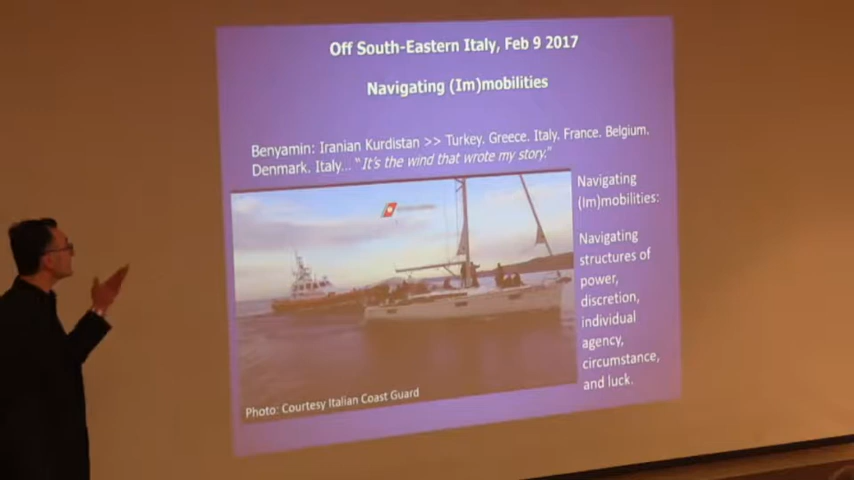 Off South-Eastern Italy, Feb 9 2017
Navigating (Im)mobilities
Benyamin: Iranian Kurdistan >> Turkey. Greece. Italy. France. Belgium.
Denmark. Italy... "It's the wind that wrote my story."
Navigating
(Im)mobilities:
Navigating
structures of
power,
discretion,
individual
agency,
circumstance,
and luck.
Photo: Courtesy Italian Coast Guard